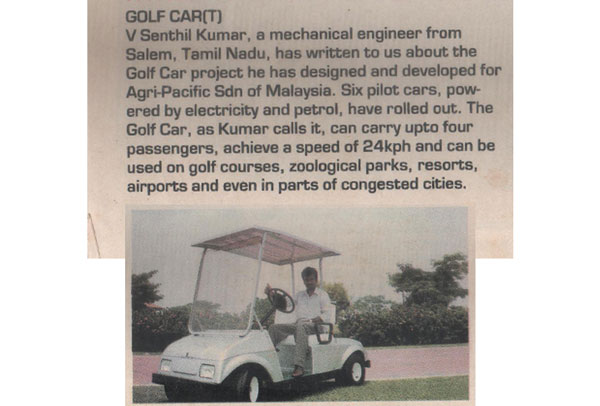 GOLF CAR(T)
V Senthil Kumar, a mechanical engineer from
Salem, Tamil Nadu, has written to us about the
Golf Car project he has designed and developed for
Agri-Pacific Sdn of Malaysia. Six pilot cars, pow-
ered by electricity and petrol, have rolled out. The
Golf Car, as Kumar calls it, can carry upto four
passengers, achieve a speed of 24kph and can be
used on golf courses, zoological parks, resorts,
airports and even in parts of congested cities.